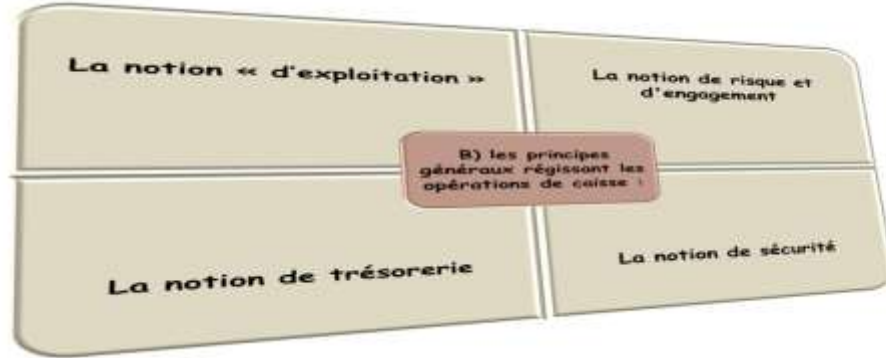 La notion « d'exploitation »
La notion de risque et
d'engagement
B) les principes
généraux régissant les
opérations de caisse :
La notion de trésorerie
La notion de sécurité